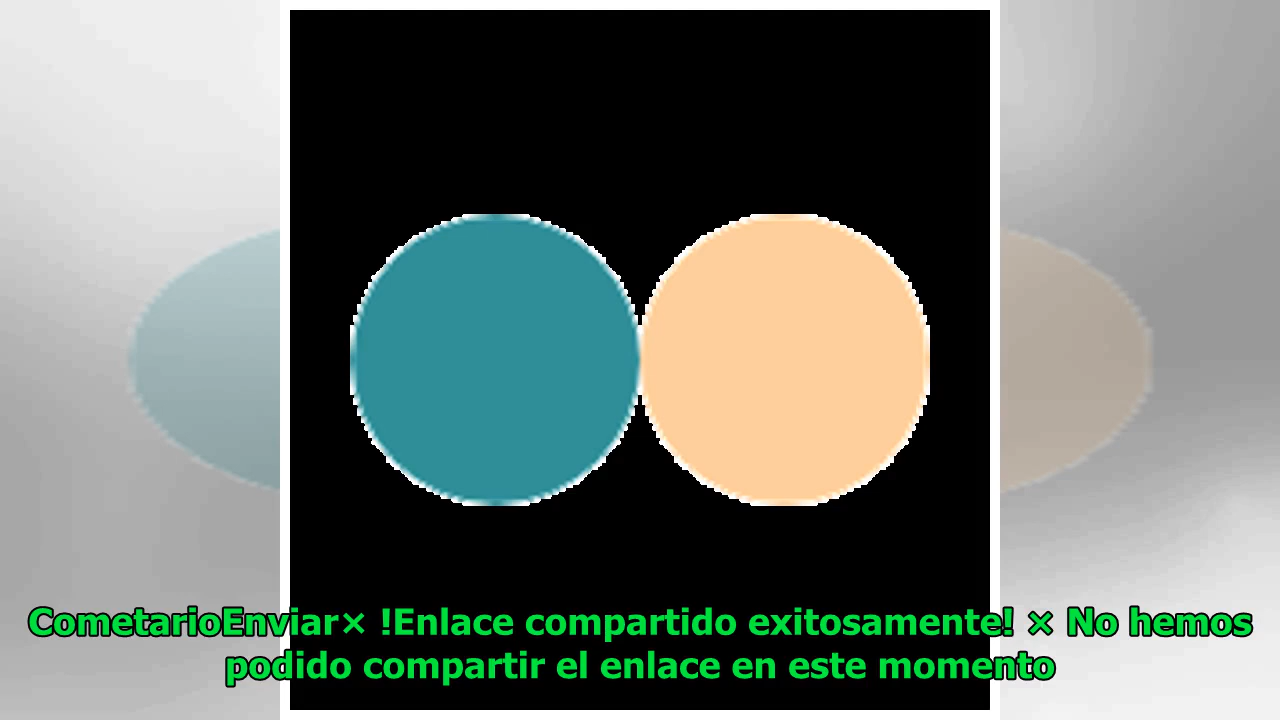 CometarioEnviar× !Enlace compartido exitosamente! × No hemos
podido compartir el enlace en este momento